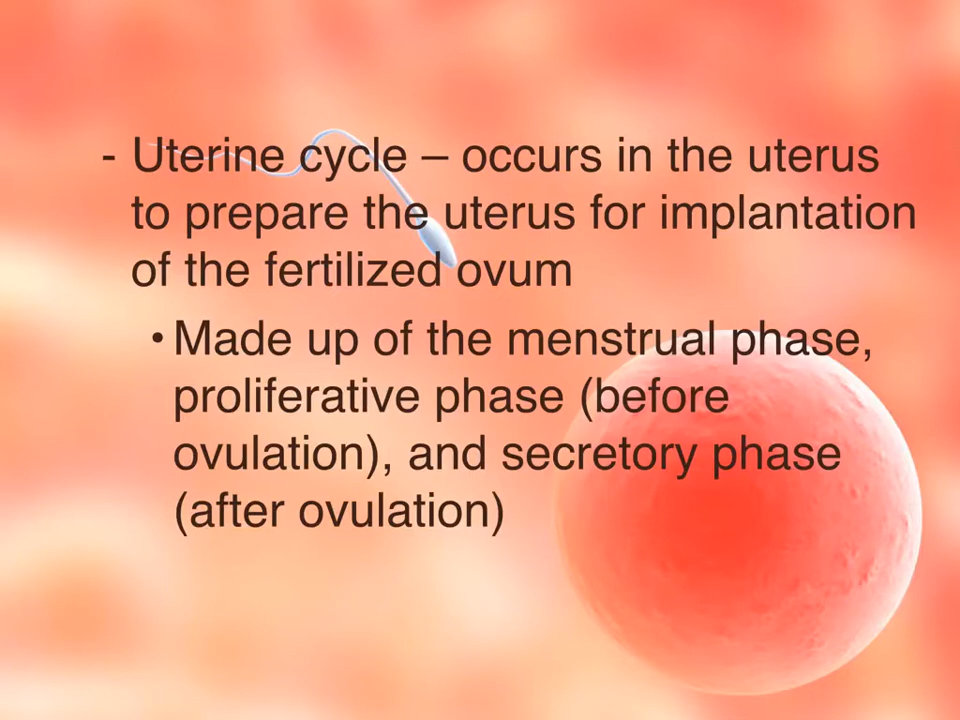 - Uterine cycle – occurs in the uterus
to prepare the uterus for implantation
of the fertilized ovum
• Made up of the menstrual phase,
proliferative phase (before
ovulation), and secretory phase
(after ovulation)